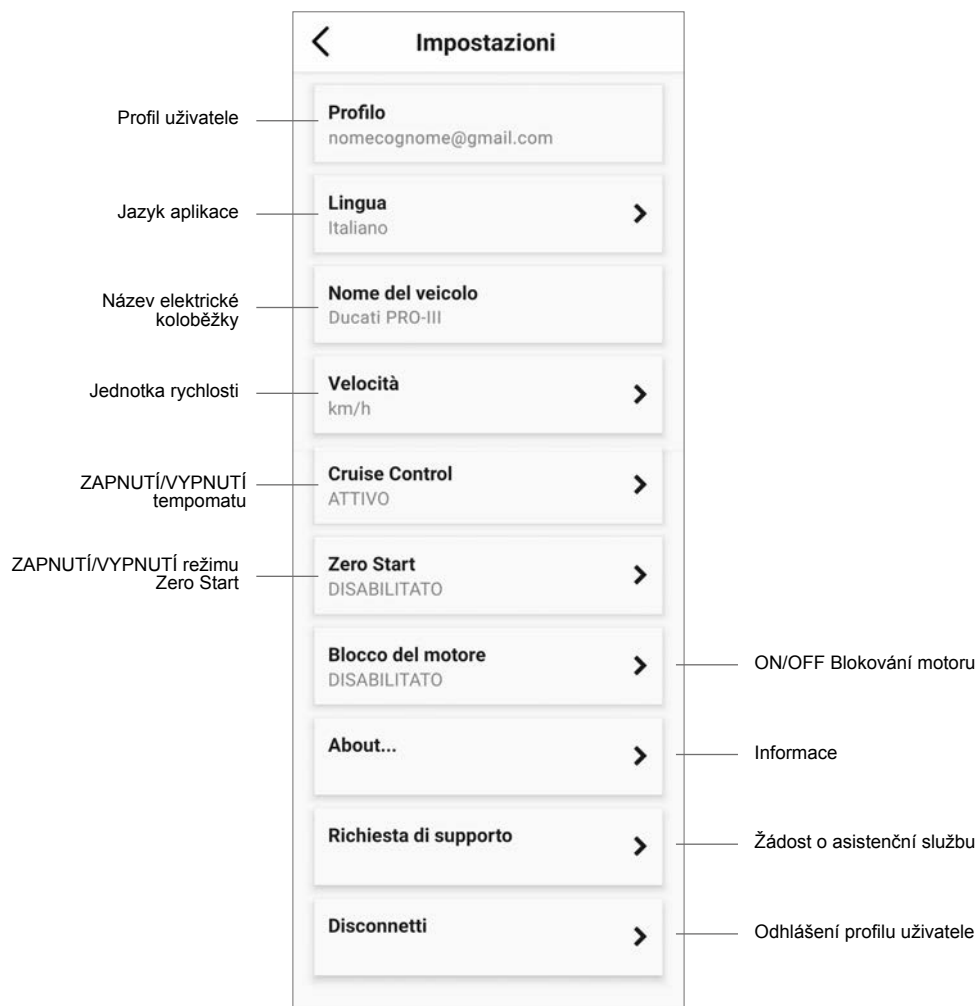 Impostazioni
Profil uživatele
Profilo
nomecognome@gmail.com
Jazyk aplikace
Lingua
Italiano
Název elektrické
koloběžky
Nome del veicolo
Ducati PRO-III
Jednotka rychlosti
Velocità
km/h
ZAPNUTÍ/VYPNUTÍ
tempomatu
Cruise Control
ATTIVO
ZAPNUTÍ/VYPNUTÍ režimu
Zero Start
Zero Start
DISABILITATO
Blocco del motore
DISABILITATO
ON/OFF Blokování motoru
About...
Informace
Richiesta di supporto
Žádost o asistenční službu
Disconnetti
Odhlášení profilu uživatele